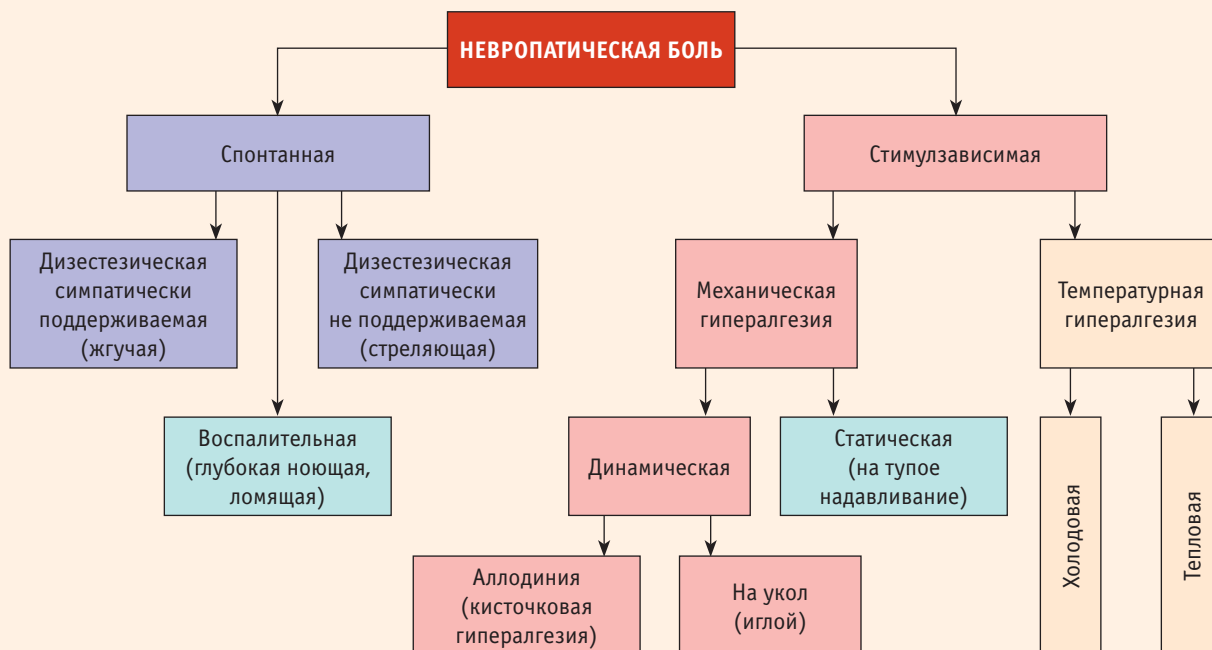 НЕВРОПАТИЧЕСКАЯ БОЛЬ
Спонтанная
Стимулзависимая
Дизестезическая
симпатически
поддерживаемая
(жгучая)
Дизестезическая
симпатически
не поддерживаемая
(стреляющая)
Механическая
гипералгезия
Температурная
гипералгезия
Воспалительная
(глубокая ноющая,
ломящая)
Динамическая
Статическая
(на тупое
надавливание)
Холодовая
Тепловая
Аллодиния
(кисточковая
гипералгезия)
На укол
(иглой)